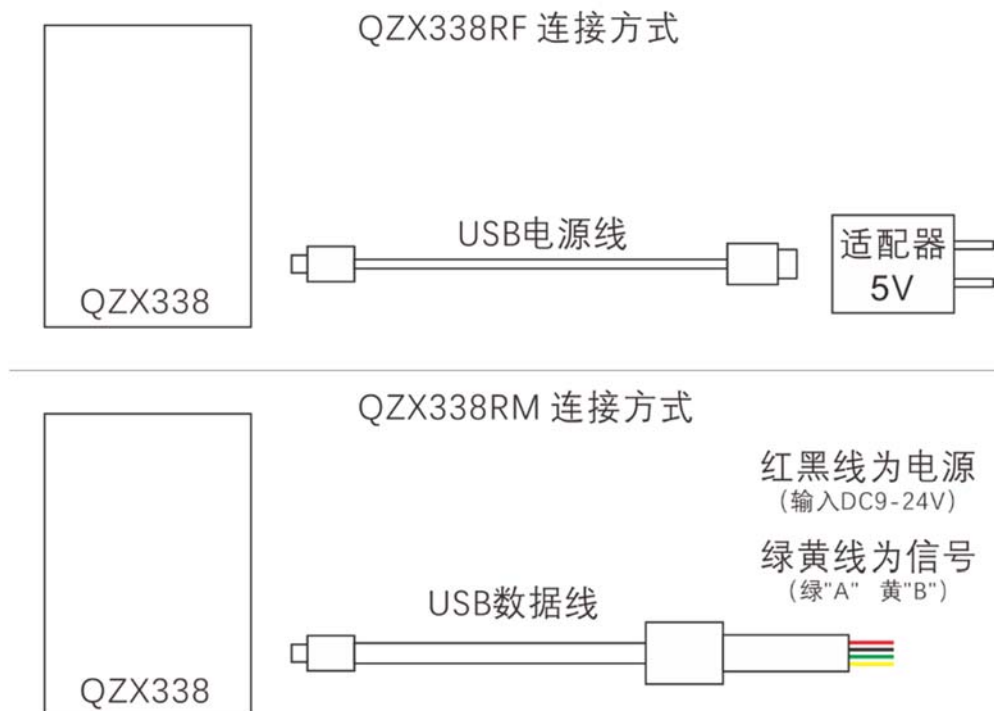 QZX338RF 连接方式
USB电源线
适配器
5V
QZX338
QZX338RM 连接方式
红黑线为电源
（输入DC9-24V）
绿黄线为信号
（绿"A" 黄"B"）
USB数据线
QZX338